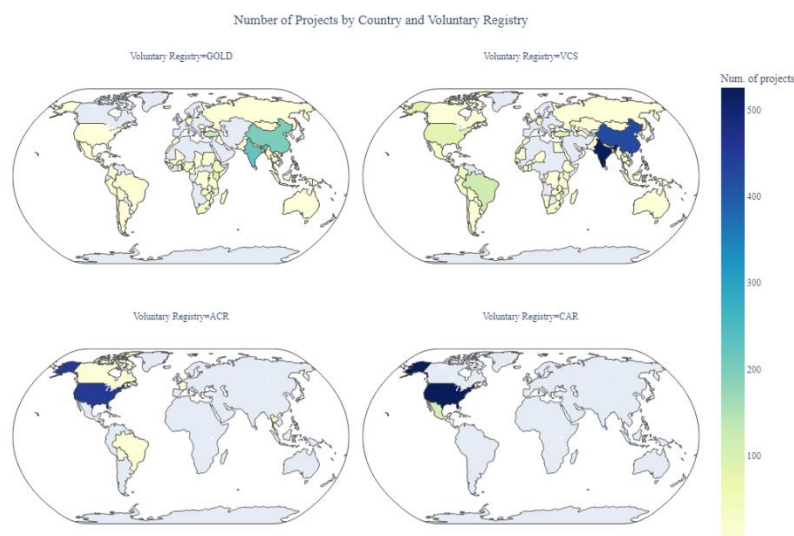 Number of Projects by Country and Voluntary Registry
Voluntary Registry=GOLD
Voluntary Registry=VCS
Num. of projects
500
400
300
200
100
Voluntary Registry=ACR
Voluntary Registry=CAR